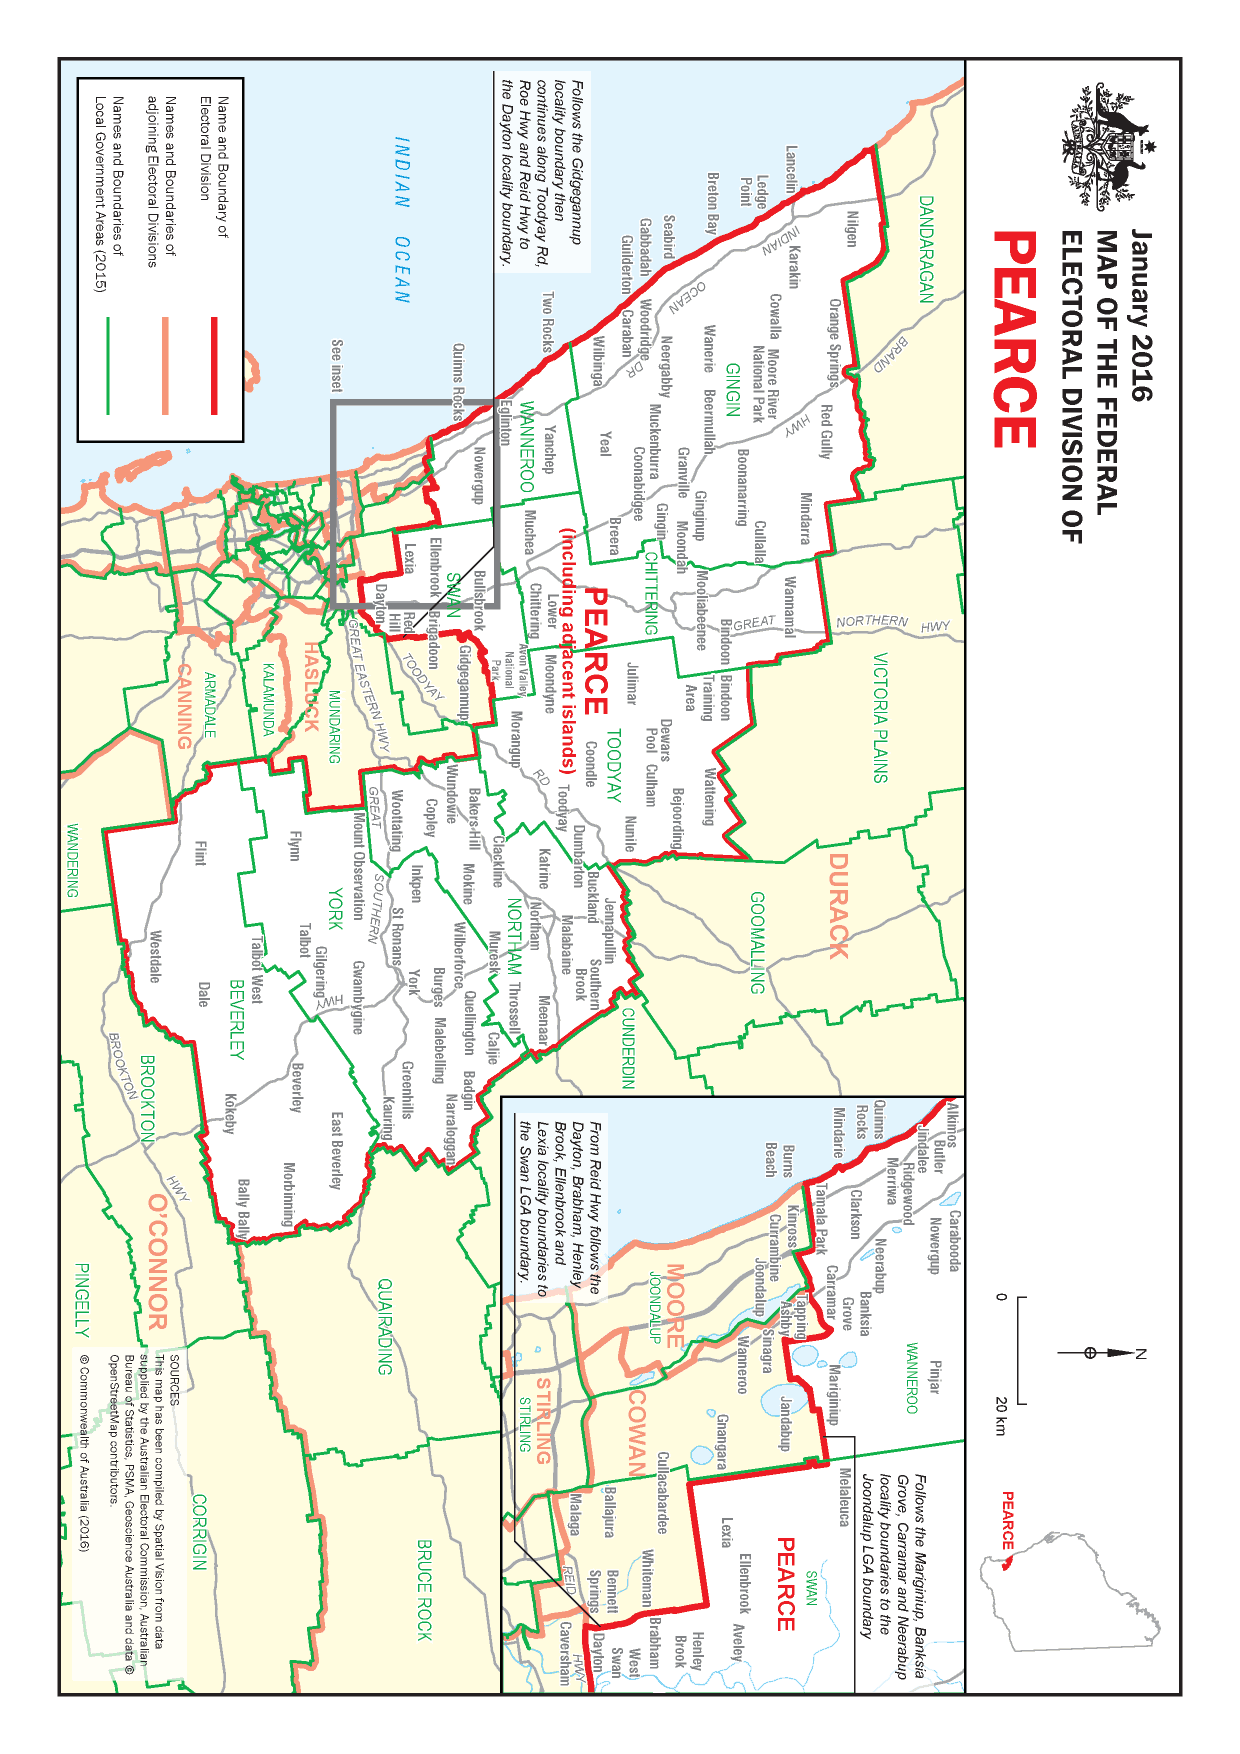 January 2016
MAP OF THE FEDERAL
ELECTORAL DIVISION OF
PEARCE
N
0
20 km
PEARCE
DANDARAGAN
VICTORIA PLAINS
DURACK
GOOMALLING
CUNDERDIN
Follows the Gidgegannup
locality boundary then
continues along Toodyay Rd,
Roe Hwy and Reid Hwy to
the Dayton locality boundary.
INDIAN OCEAN
Name and Boundary of
Electoral Division
Names and Boundaries of
adjoining Electoral Divisions
Names and Boundaries of
Local Government Areas (2015)
See inset
Lancelin
Nilgen
Ledge
Point
Breton Bay
INDIAN
OCEAN
DR
Karakin
Orange Springs
BRAND
HWY
Seabird
Gabbadah
Guilderton
Cowalla
Moore River
National Park
Red Gully
Woodridge
Caraban
Neergabby
Wanerie
GINGIN
Beermullah
Boonanarring
Mindarra
Cullalla
Two Rocks
Wilbinga
Yeal
Muckenburra
Coonabidgee
Granville
Ginginup
Gingin
Moondah
Breera
Quinns Rocks
Eglinton
WANNEROO
Yanchep
Nowergup
Muchea
CHITTERING
Mooliabeenee
Wannamal
Bindoon
GREAT
NORTHERN
HWY
PEARCE
(including adjacent islands)
Lower
Chittering
Bullsbrook
SWAN
Ellenbrook
Lexia
Dayton
Red
Hill
Brigadoon
Gidgegannup
Avon Valley
National
Park
Moondyne
Julimar
Bindoon
Training
Area
TOODYAY
RD
Morangup
Dewars
Pool
Culham
Coondle
TOODYAY
Wattening
Bejoording
Nunile
Toodyay
Dumbarton
GREAT EASTERN HWY
HASLUCK
MUNDARING
KALAMUNDA
CANNING
ARMADALE
Wundowie
Bakers Hill
Clackline
Copley
Woottating
Katrine
Buckland
Jennapullin
Mokine
Inkpen
Mount Observation
GREAT
SOUTHERN
HWY
NORTHAM
Northam
Malabaine
Southern
Brook
Muresk
Wilberforce
St Ronans
YORK
Flynn
Flint
WANDERING
Talbot
Talbot West
Gilgering
Gwambygine
York
Burges
Quellington
Throssell
Meenaar
Caljie
Malebelling
Badgin
Narraloggan
Greenhills
Kauring
Westdale
Dale
BEVERLEY
Beverley
East Beverley
Kokeby
Morbinning
Bally Bally
BROOKTON
HWY
BROOKTON
O'CONNOR
PINGELLY
QUAIRADING
CORRIGIN
BRUCE ROCK
Alkimos
Butler
Jindalee
Quinns
Rocks
Mindarie
Ridgewood
Merriwa
Carabooda
Nowergup
Clarkson
Neerabup
Burns
Beach
Tamala Park
Kinross
Currambine
Joondalup
Carramar
Banksia
Grove
Tapping
Ashby
Sinagra
Wanneroo
WANNEROO
Pinjar
Mariginiup
Jandabup
Gnangara
MOORE
JOONDALUP
COWAN
STIRLING
STIRLING
Cullacabardee
Ballajura
Malaga
Melaleuca
Lexia
PEARCE
SWAN
Ellenbrook
Aveley
Whiteman
Bennett
Springs
REID
HWY
Henley
Brook
Brabham
West
Swan
Dayton
Caversham
From Reid Hwy follows the
Dayton, Brabham, Henley
Brook, Ellenbrook and
Lexia locality boundaries to
the Swan LGA boundary.
Follows the Mariginiup, Banksia
Grove, Carramar and Neerabup
locality boundaries to the
Joondalup LGA boundary
SOURCES
This map has been compiled by Spatial Vision from data
supplied by the Australian Electoral Commission, Australian
Bureau of Statistics, PSMA, Geoscience Australia and data ©
OpenStreetMap contributors.
© Commonwealth of Australia (2016)